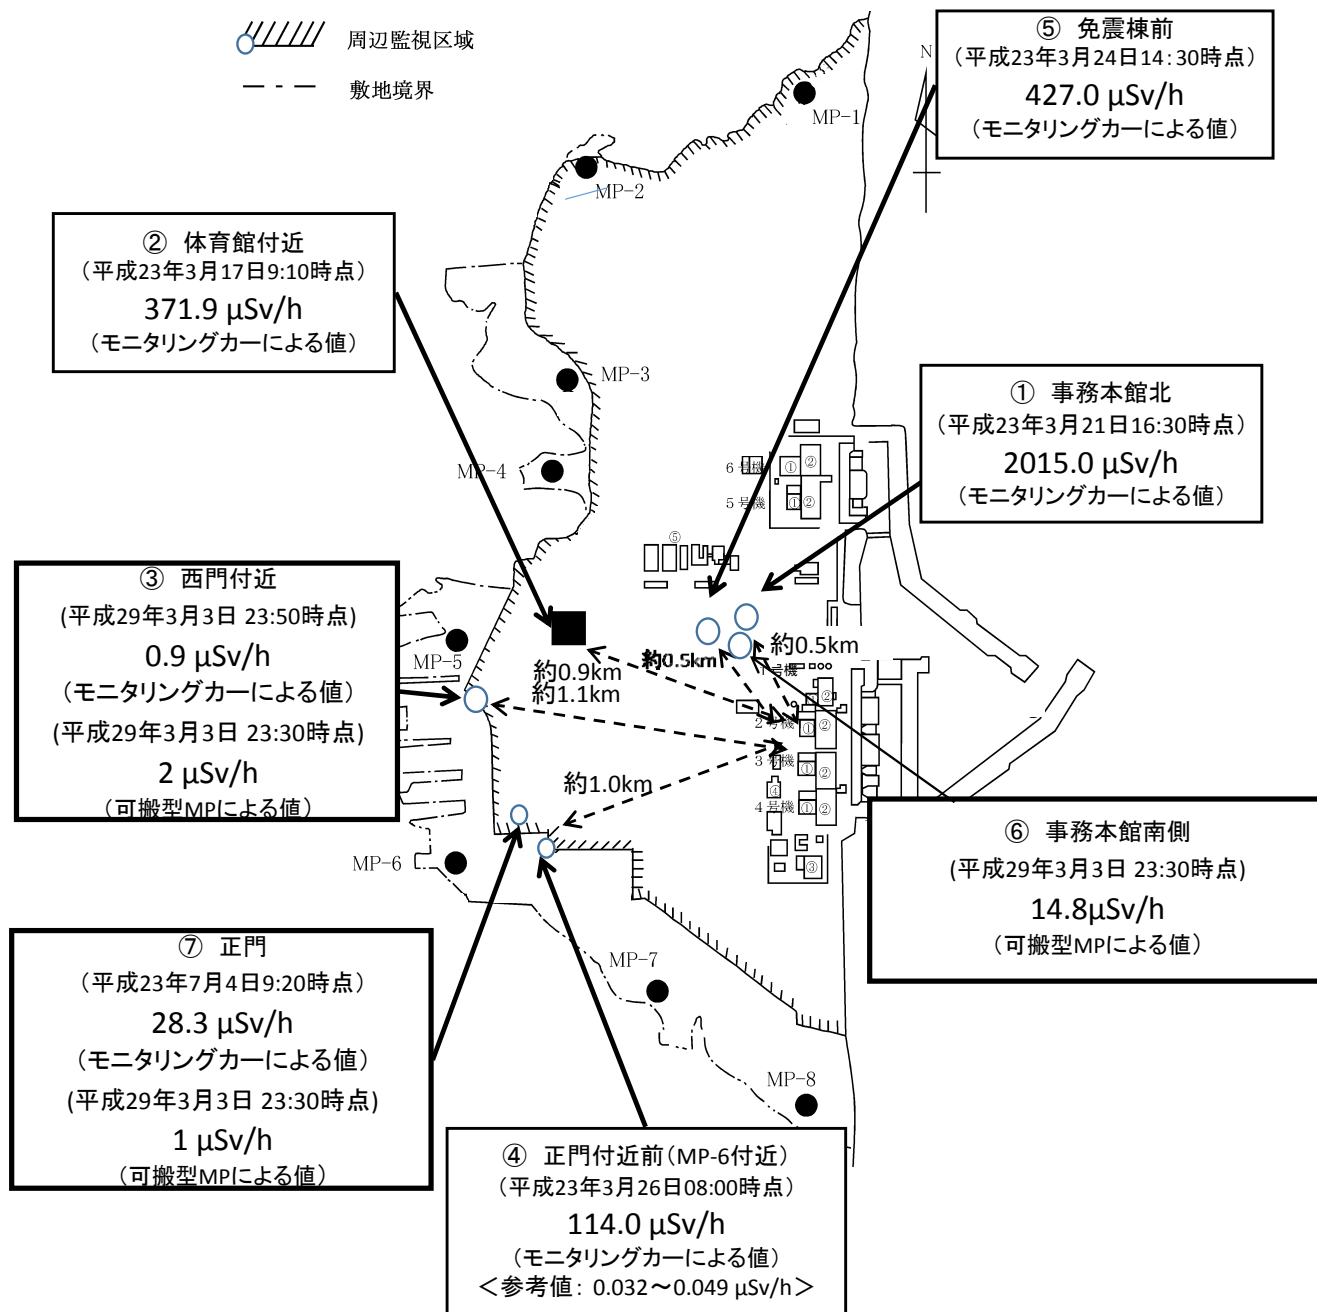 周辺監視区域
敷地境界
⑤ 免震棟前
(平成23年3月24日14:30時点)
427.0 μSv/h
(モニタリングカーによる値)
N
MP-1
MP-2
② 体育館付近
(平成23年3月17日9:10時点)
371.9 μSv/h
(モニタリングカーによる値)
MP-3
MP-4
① 事務本館北
(平成23年3月21日16:30時点)
2015.0 μSv/h
(モニタリングカーによる値)
6号機
① ②
5号機
① ②
⑤
③ 西門付近
(平成29年3月3日 23:50時点)
0.9 μSv/h
(モニタリングカーによる値)
(平成29年3月3日 23:30時点)
2 μSv/h
(可搬型MPによる値)
MP-5
約0.9km
約1.1km
約0.5km
約0.5km
1号機
②
2号機
① ②
3号機
① ②
④
4号機
① ②
③
約1.0km
MP-6
⑥ 事務本館南側
(平成29年3月3日 23:30時点)
14.8μSv/h
(可搬型MPによる値)
⑦ 正門
(平成23年7月4日9:20時点)
28.3 μSv/h
(モニタリングカーによる値)
(平成29年3月3日 23:30時点)
1 μSv/h
(可搬型MPによる値)
MP-7
MP-8
④ 正門付近前(MP-6付近)
(平成23年3月26日08:00時点)
114.0 μSv/h
(モニタリングカーによる値)
<参考値: 0.032～0.049 μSv/h>